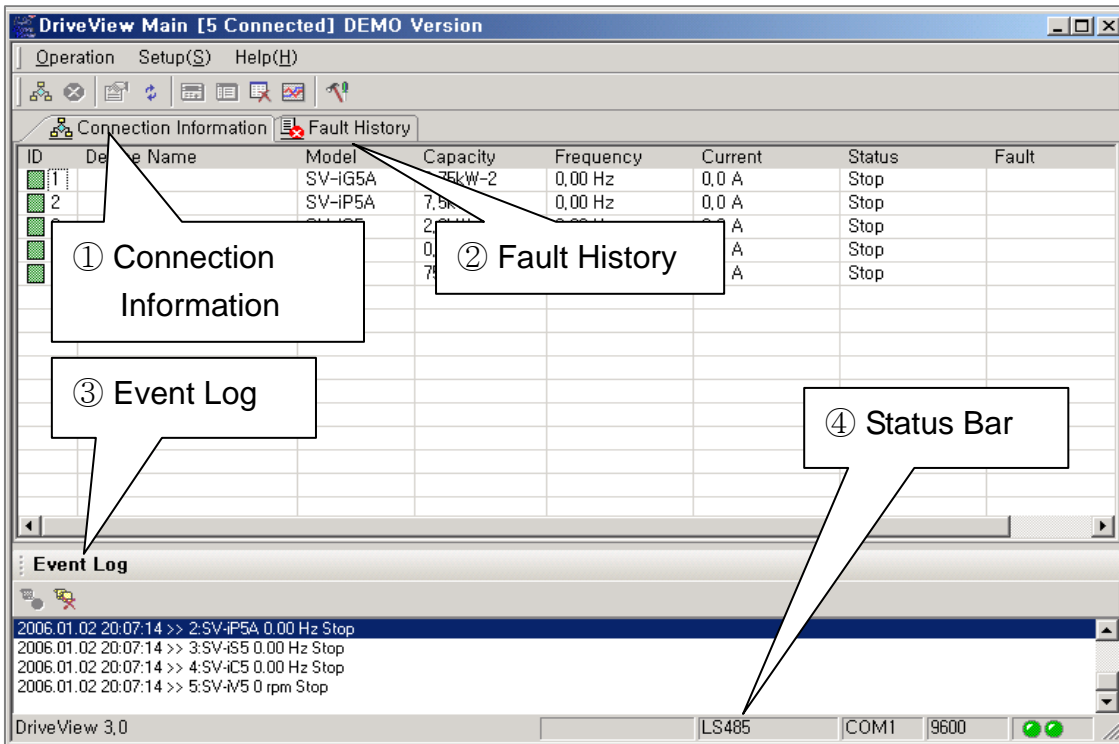 DriveView Main [5 Connected] DEMO Version
Operation Setup(S) Help(H)
Connection Information Fault History
ID Name Model Capacity Frequency Current Status Fault
1 SV-iG5A 0,00 Hz 0,0 A Stop
2 SV-iP5A 0,00 Hz 0,0 A Stop
A Stop
A Stop
A Stop
① Connection
Information
② Fault History
③ Event Log
④ Status Bar
Event Log
2006.01.02 20:07:14 >> 2:SV-iP5A 0.00 Hz Stop
2006.01.02 20:07:14 >> 3:SV-iS5 0.00 Hz Stop
2006.01.02 20:07:14 >> 4:SV-iC5 0.00 Hz Stop
2006.01.02 20:07:14 >> 5:SV-iV5 0 rpm Stop
DriveView 3,0 LS485 COM1 9600